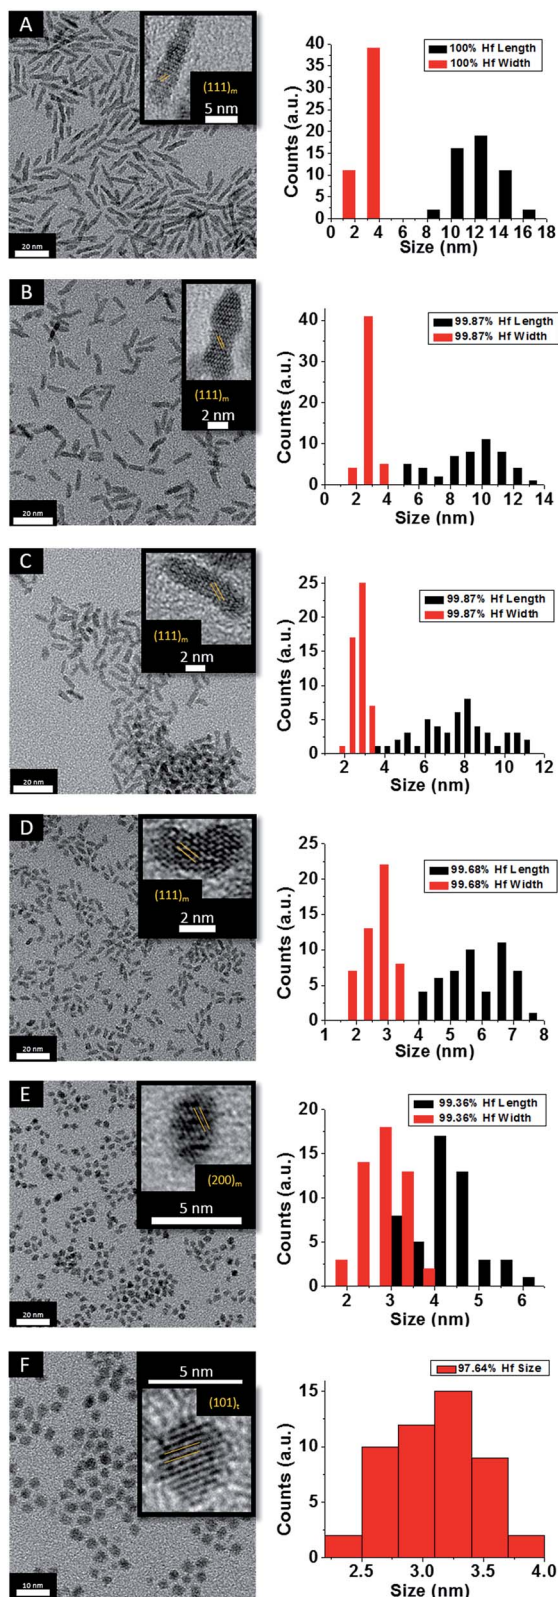 A
(111)m
5 nm
20 nm
100% Hf Length
100% Hf Width
Counts (a.u.)
40
35
30
25
20
15
10
5
0
0 2 4 6 8 10 12 14 16 18
Size (nm)
B
(111)m
2 nm
20 nm
99.87% Hf Length
99.87% Hf Width
Counts (a.u.)
40
30
20
10
0
0 2 4 6 8 10 12 14
Size (nm)
C
(111)m
2 nm
20 nm
99.87% Hf Length
99.87% Hf Width
Counts (a.u.)
25
20
15
10
5
0
2 4 6 8 10 12
Size (nm)
D
(111)m
2 nm
20 nm
99.68% Hf Length
99.68% Hf Width
Counts (a.u.)
25
20
15
10
5
0
1 2 3 4 5 6 7 8
Size (nm)
E
(200)m
5 nm
20 nm
99.36% Hf Length
99.36% Hf Width
Counts (a.u.)
20
15
10
5
0
2 3 4 5 6
Size (nm)
F
5 nm
(101)t
10 nm
97.64% Hf Size
Counts (a.u.)
15
10
5
0
2.5 3.0 3.5 4.0
Size (nm)